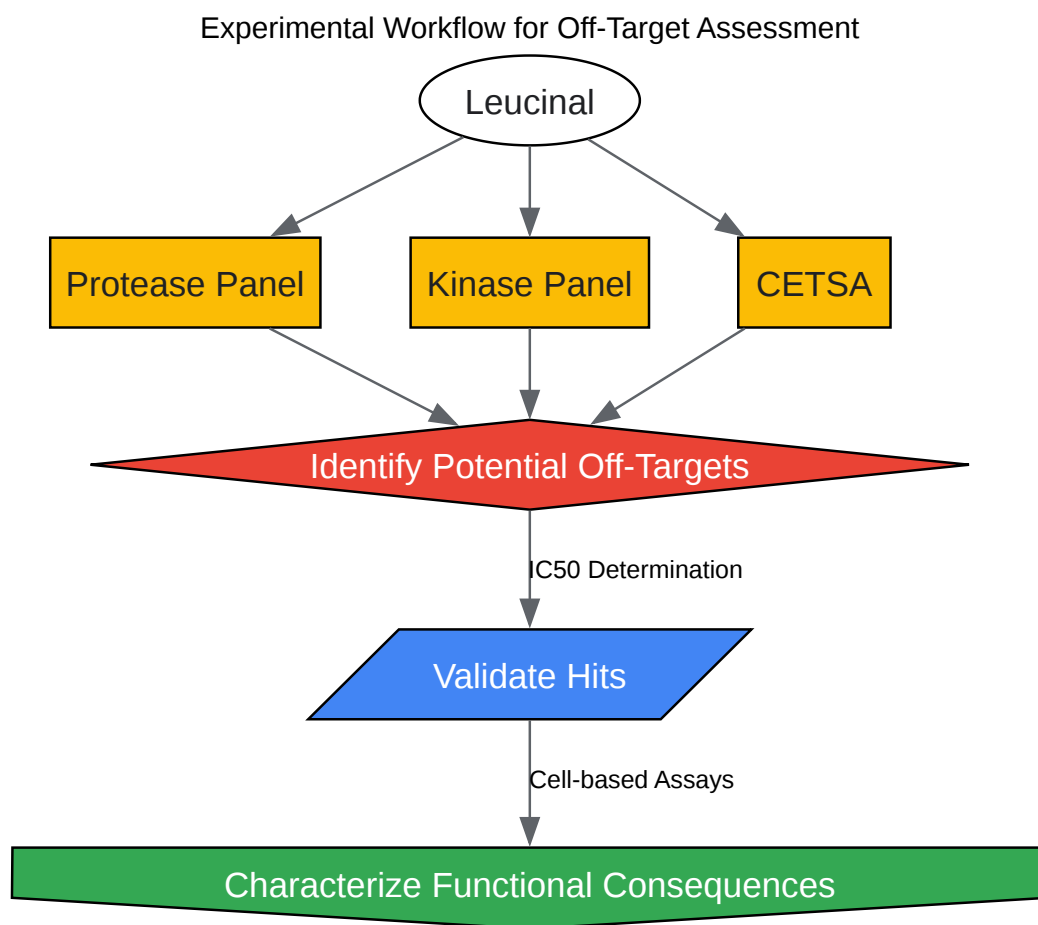 Experimental Workflow for Off-Target Assessment
Leucinal
Protease Panel
Kinase Panel
CETSA
Identify Potential Off-Targets
IC50 Determination
Validate Hits
Cell-based Assays
Characterize Functional Consequences